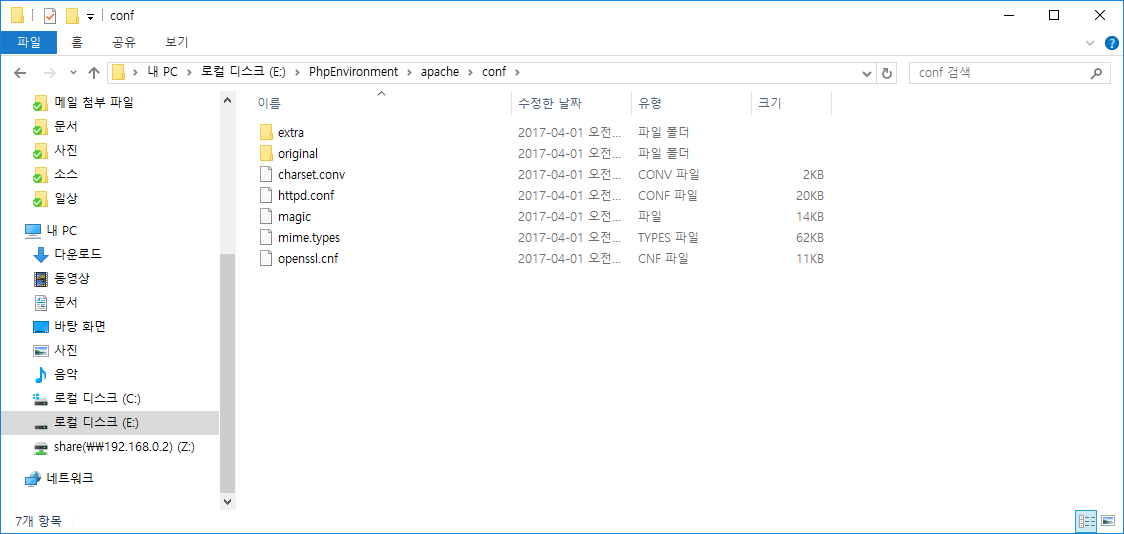 conf
파일 홈 공유 보기
내 PC 로컬 디스크 (E:) PhpEnvironment apache conf
conf 검색
메일 첨부 파일
문서
사진
소스
일상
내 PC
다운로드
동영상
문서
바탕 화면
사진
음악
로컬 디스크 (C:)
로컬 디스크 (E:)
share(₩₩192.168.0.2) (Z:)
네트워크
이름 수정한 날짜 유형 크기
extra 2017-04-01 오전... 파일 폴더
original 2017-04-01 오전... 파일 폴더
charset.conv 2017-04-01 오전... CONV 파일 2KB
httpd.conf 2017-04-01 오전... CONF 파일 20KB
magic 2017-04-01 오전... 파일 14KB
mime.types 2017-04-01 오전... TYPES 파일 62KB
openssl.cnf 2017-04-01 오전... CNF 파일 11KB
7개 항목